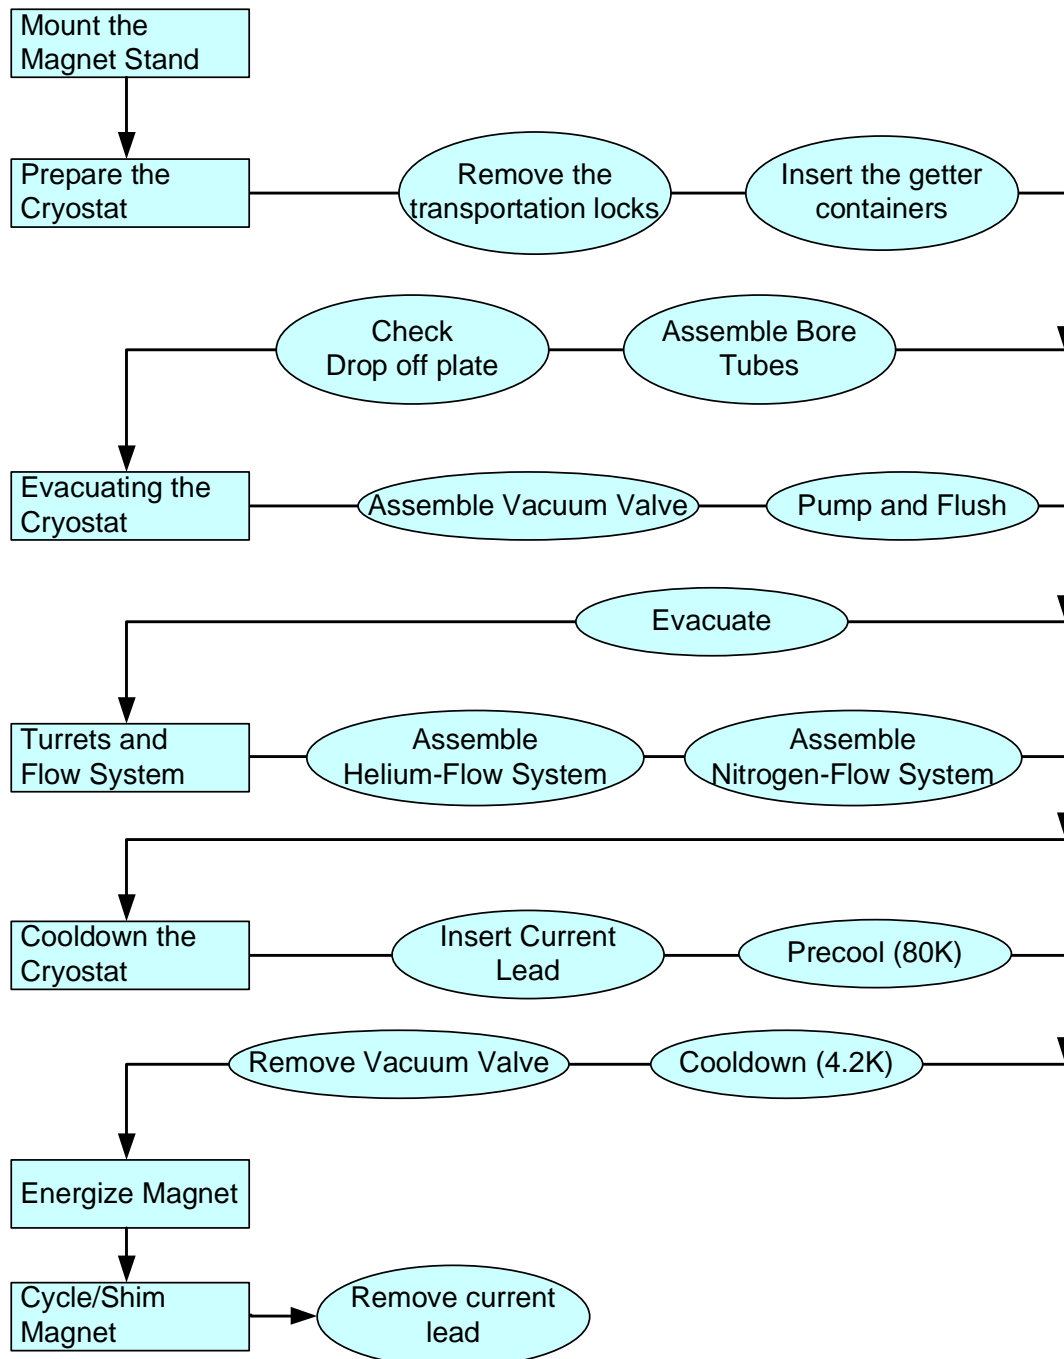 Mount the
Magnet Stand
Prepare the
Cryostat
Remove the
transportation locks
Insert the getter
containers
Check
Drop off plate
Assemble Bore
Tubes
Evacuating the
Cryostat
Assemble Vacuum Valve
Pump and Flush
Evacuate
Turrets and
Flow System
Assemble
Helium-Flow System
Assemble
Nitrogen-Flow System
Cooldown the
Cryostat
Insert Current
Lead
Precool (80K)
Remove Vacuum Valve
Cooldown (4.2K)
Energize Magnet
Cycle/Shim
Magnet
Remove current
lead